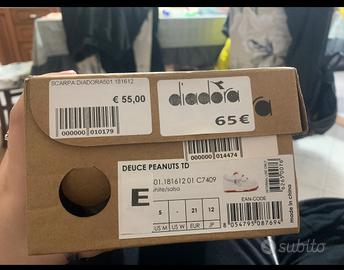 SCARPA DIADORA501 181612
€ 55,00
000000 010179
diadora
65€
000000 014474
DEUCE PEANUTS TD
E
01.181612 01 C7409
white/salsa
5 - 21 12
US M US W EUR JP
EAN-CODE
8 054795 087694
made in china
subito